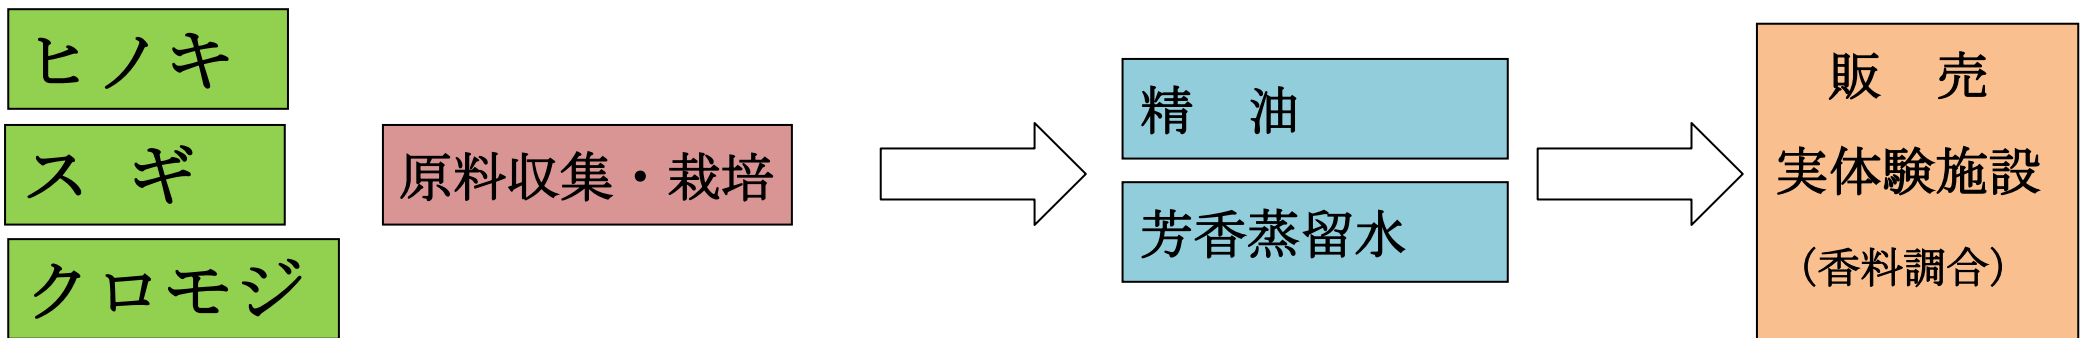 ヒノキ
スギ
クロモジ
原料収集・栽培
精　油
芳香蒸留水
販　売
実体験施設
（香料調合）